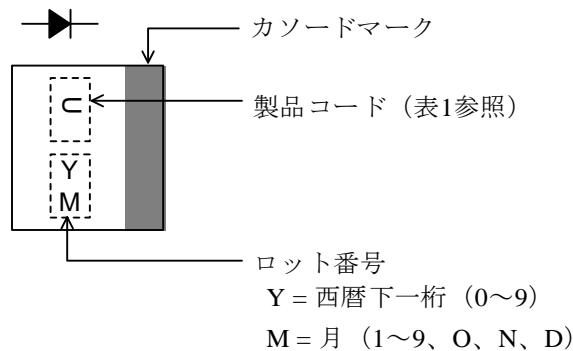 カソードマーク
⊂
製品コード（表1参照）
Y
M
ロット番号
Y = 西暦下一桁（0～9）
M = 月（1～9、O、N、D）